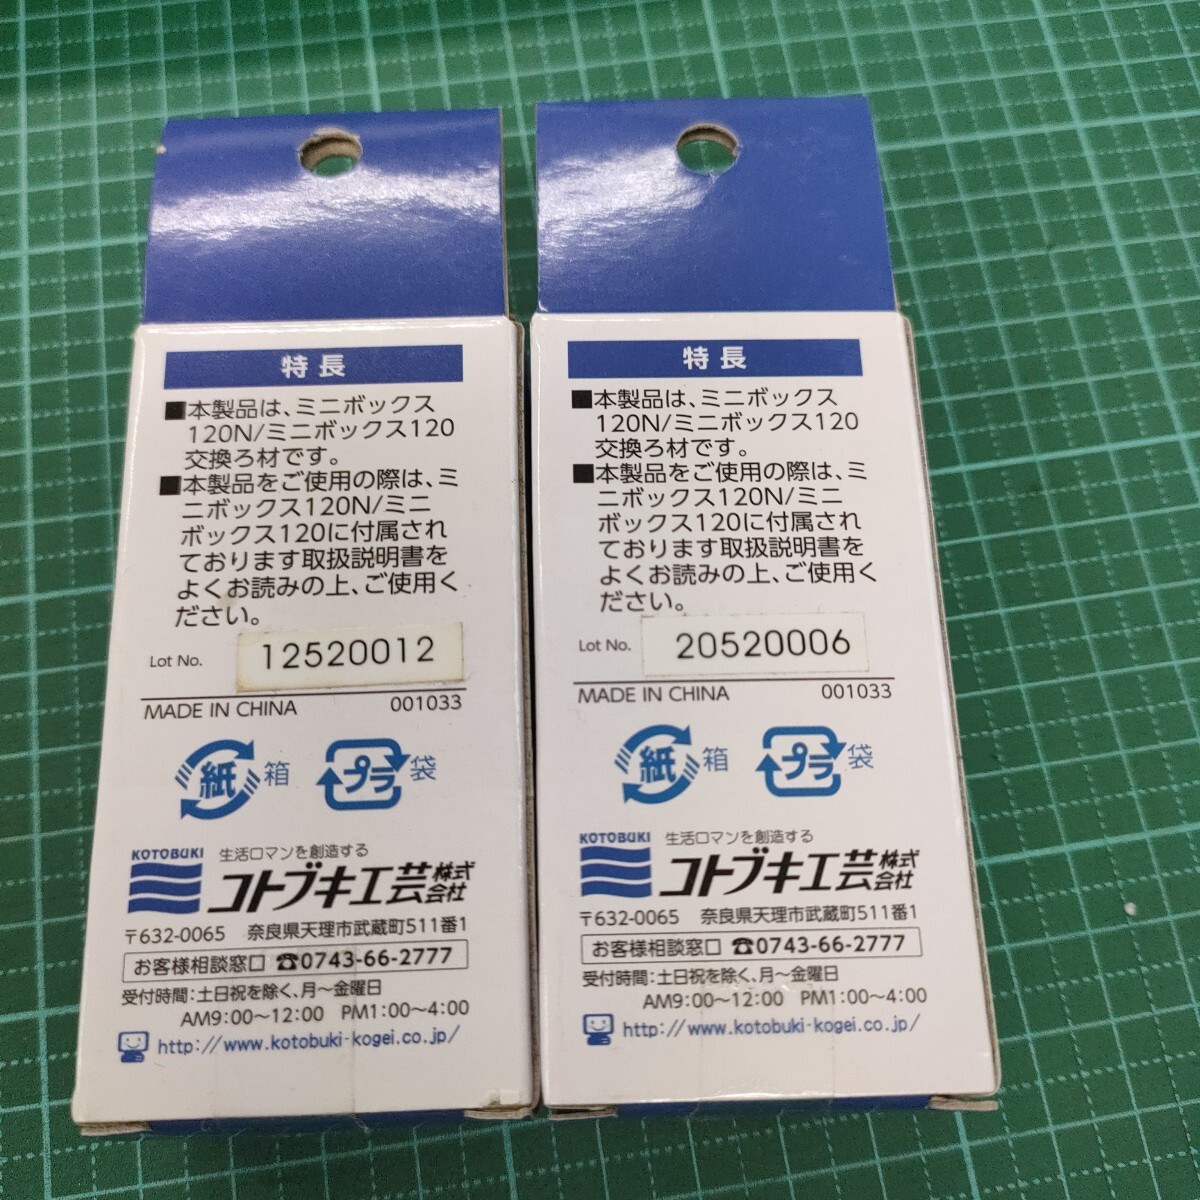 特長
■本製品は、ミニボックス
120N/ミニボックス120
交換ろ材です。
■本製品をご使用の際は、ミ
ニボックス120N/ミニ
ボックス120に付属され
ております取扱説明書を
よくお読みの上、ご使用く
ださい。
Lot No. 12520012
MADE IN CHINA 001033
紙 箱 プラ 袋
KOTOBUKI 生活ロマンを創造する
コトブキ工芸株式会社
〒632-0065 奈良県天理市武蔵町511番1
お客様相談窓口 ☎0743-66-2777
受付時間:土日祝を除く、月〜金曜日
AM9:00〜12:00 PM1:00〜4:00
http://www.kotobuki-kogei.co.jp/
特長
■本製品は、ミニボックス
120N/ミニボックス120
交換ろ材です。
■本製品をご使用の際は、ミ
ニボックス120N/ミニ
ボックス120に付属され
ております取扱説明書を
よくお読みの上、ご使用く
ださい。
Lot No. 20520006
MADE IN CHINA 001033
紙 箱 プラ 袋
KOTOBUKI 生活ロマンを創造する
コトブキ工芸株式会社
〒632-0065 奈良県天理市武蔵町511番1
お客様相談窓口 ☎0743-66-2777
受付時間:土日祝を除く、月〜金曜日
AM9:00〜12:00 PM1:00〜4:00
http://www.kotobuki-kogei.co.jp/